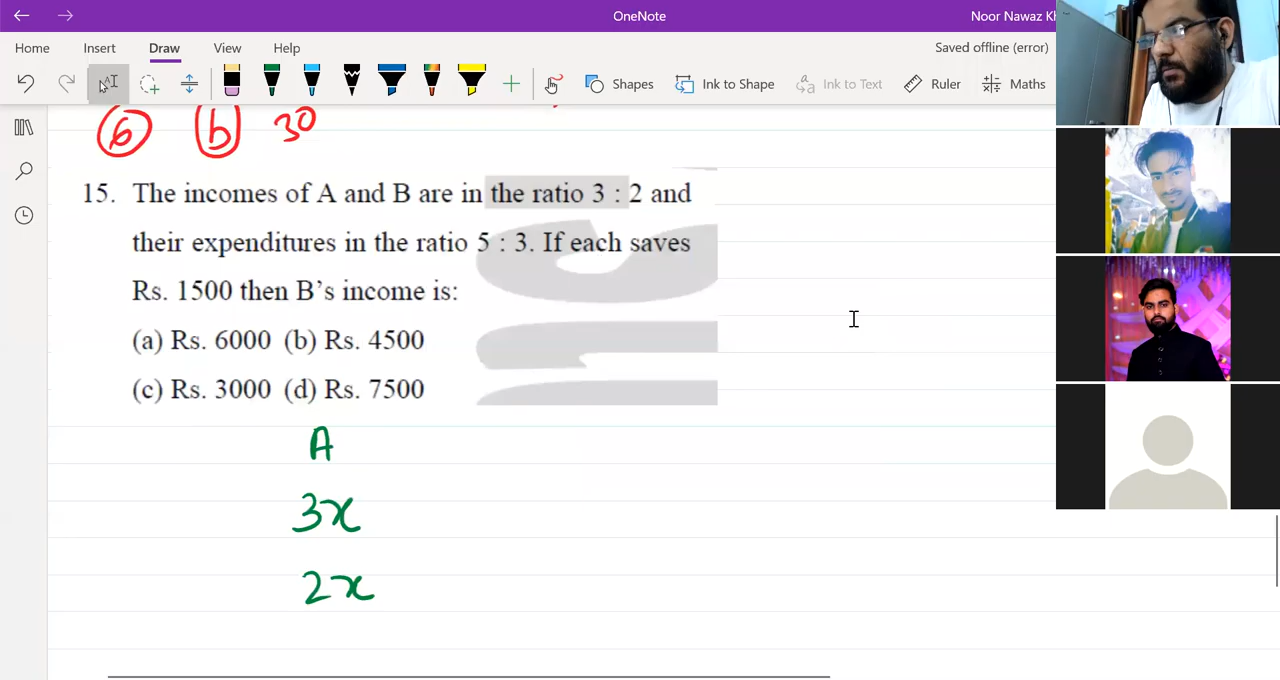 OneNote
Noor Nawaz Kh
Home Insert Draw View Help
Saved offline (error)
Shapes Ink to Shape Ink to Text Ruler Maths
6 b 30
15. The incomes of A and B are in the ratio 3 : 2 and
their expenditures in the ratio 5 : 3. If each saves
Rs. 1500 then B's income is:
(a) Rs. 6000 (b) Rs. 4500
(c) Rs. 3000 (d) Rs. 7500
A
3x
2x